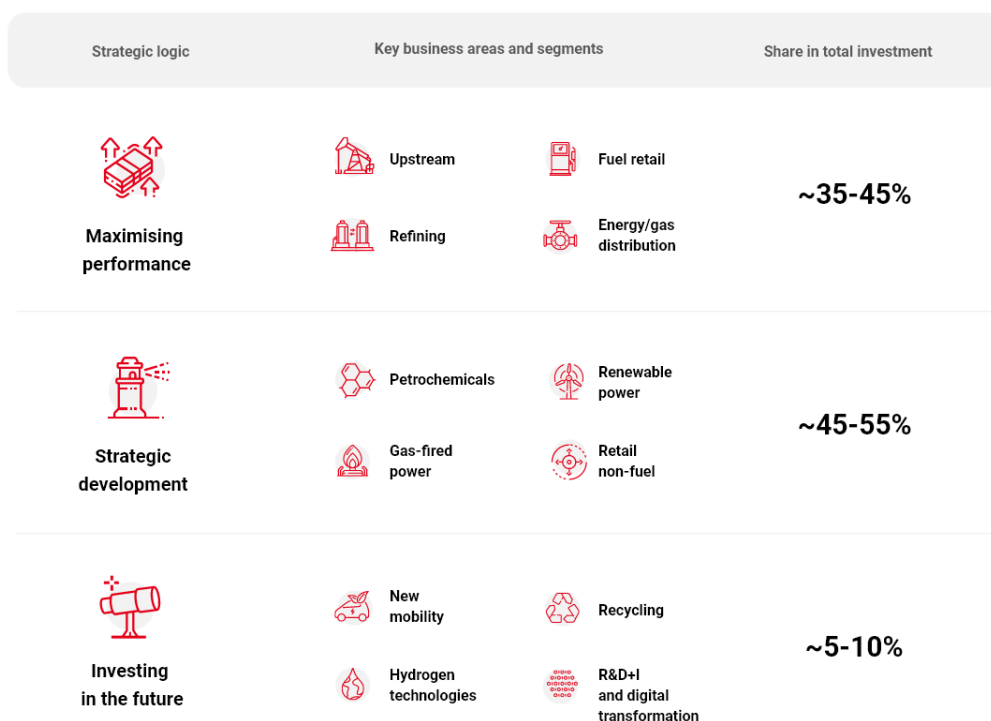 Strategic logic
Key business areas and segments
Share in total investment
Maximising
performance
Upstream
Fuel retail
Refining
Energy/gas
distribution
~35-45%
Strategic
development
Petrochemicals
Renewable
power
Gas-fired
power
Retail
non-fuel
~45-55%
Investing
in the future
New
mobility
Recycling
Hydrogen
technologies
R&D+I
and digital
transformation
~5-10%